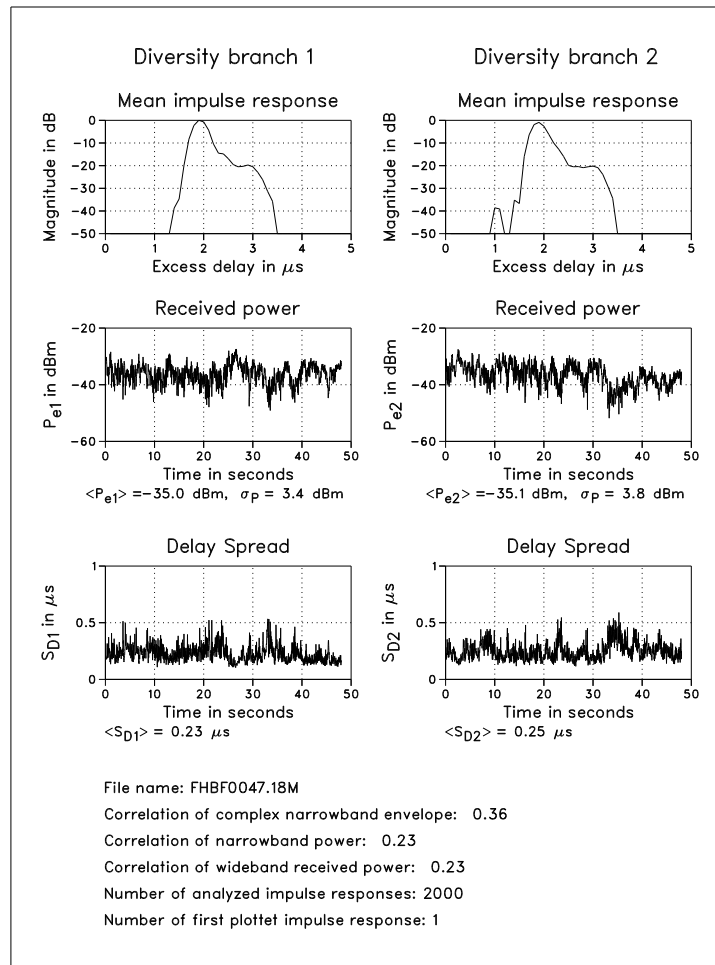 Diversity branch 1
Diversity branch 2
Mean impulse response
Magnitude in dB
0
-10
-20
-30
-40
-50
0 1 2 3 4 5
Excess delay in μs
Mean impulse response
Magnitude in dB
0
-10
-20
-30
-40
-50
0 1 2 3 4 5
Excess delay in μs
Received power
P_e1 in dBm
-20
-40
-60
0 10 20 30 40 50
Time in seconds
<P_e1> =-35.0 dBm, σ_P = 3.4 dBm
Received power
P_e2 in dBm
-20
-40
-60
0 10 20 30 40 50
Time in seconds
<P_e2> =-35.1 dBm, σ_P = 3.8 dBm
Delay Spread
S_D1 in μs
1
0.5
0
0 10 20 30 40 50
Time in seconds
<S_D1> = 0.23 μs
Delay Spread
S_D2 in μs
1
0.5
0
0 10 20 30 40 50
Time in seconds
<S_D2> = 0.25 μs
File name: FHBF0047.18M
Correlation of complex narrowband envelope: 0.36
Correlation of narrowband power: 0.23
Correlation of wideband received power: 0.23
Number of analyzed impulse responses: 2000
Number of first plottet impulse response: 1